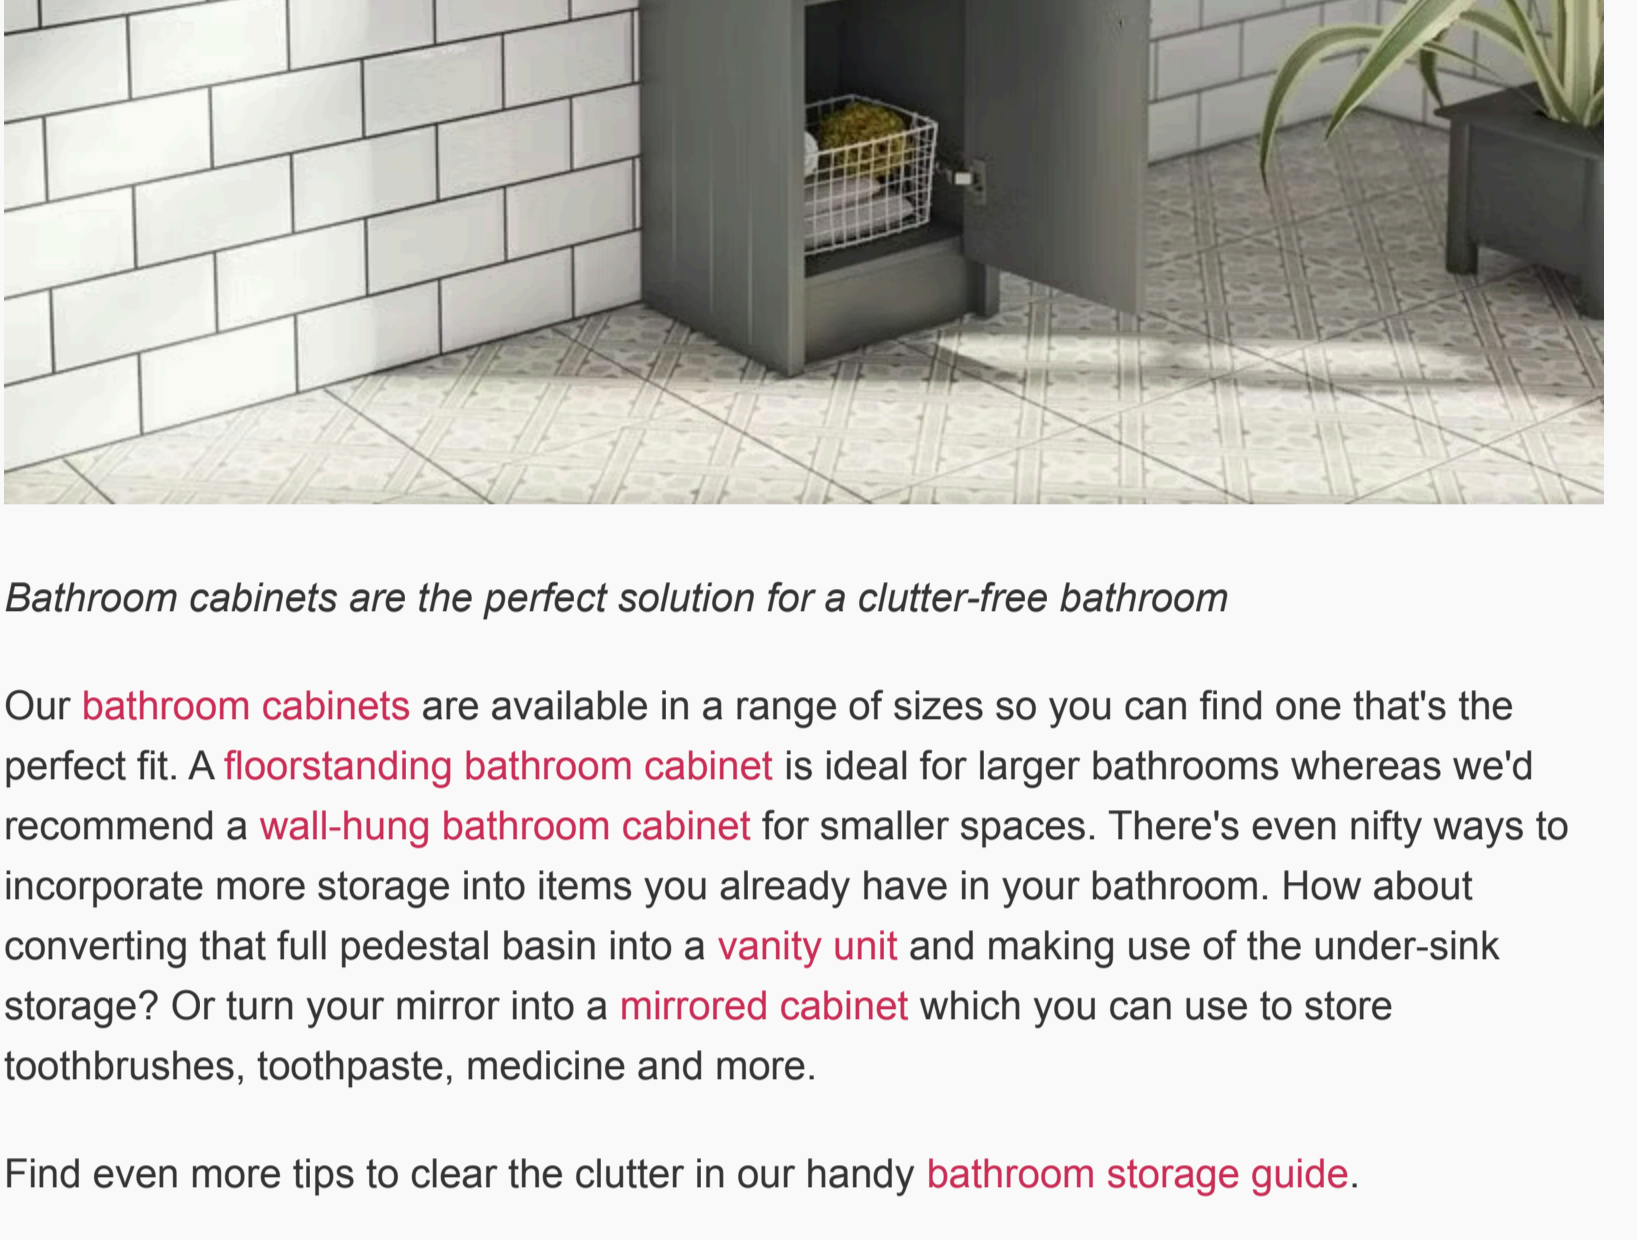 Bathroom cabinets are the perfect solution for a clutter-free bathroom
Our bathroom cabinets are available in a range of sizes so you can find one that's the
perfect fit. A floorstanding bathroom cabinet is ideal for larger bathrooms whereas we'd
recommend a wall-hung bathroom cabinet for smaller spaces. There's even nifty ways to
incorporate more storage into items you already have in your bathroom. How about
converting that full pedestal basin into a vanity unit and making use of the under-sink
storage? Or turn your mirror into a mirrored cabinet which you can use to store
toothbrushes, toothpaste, medicine and more.
Find even more tips to clear the clutter in our handy bathroom storage guide.